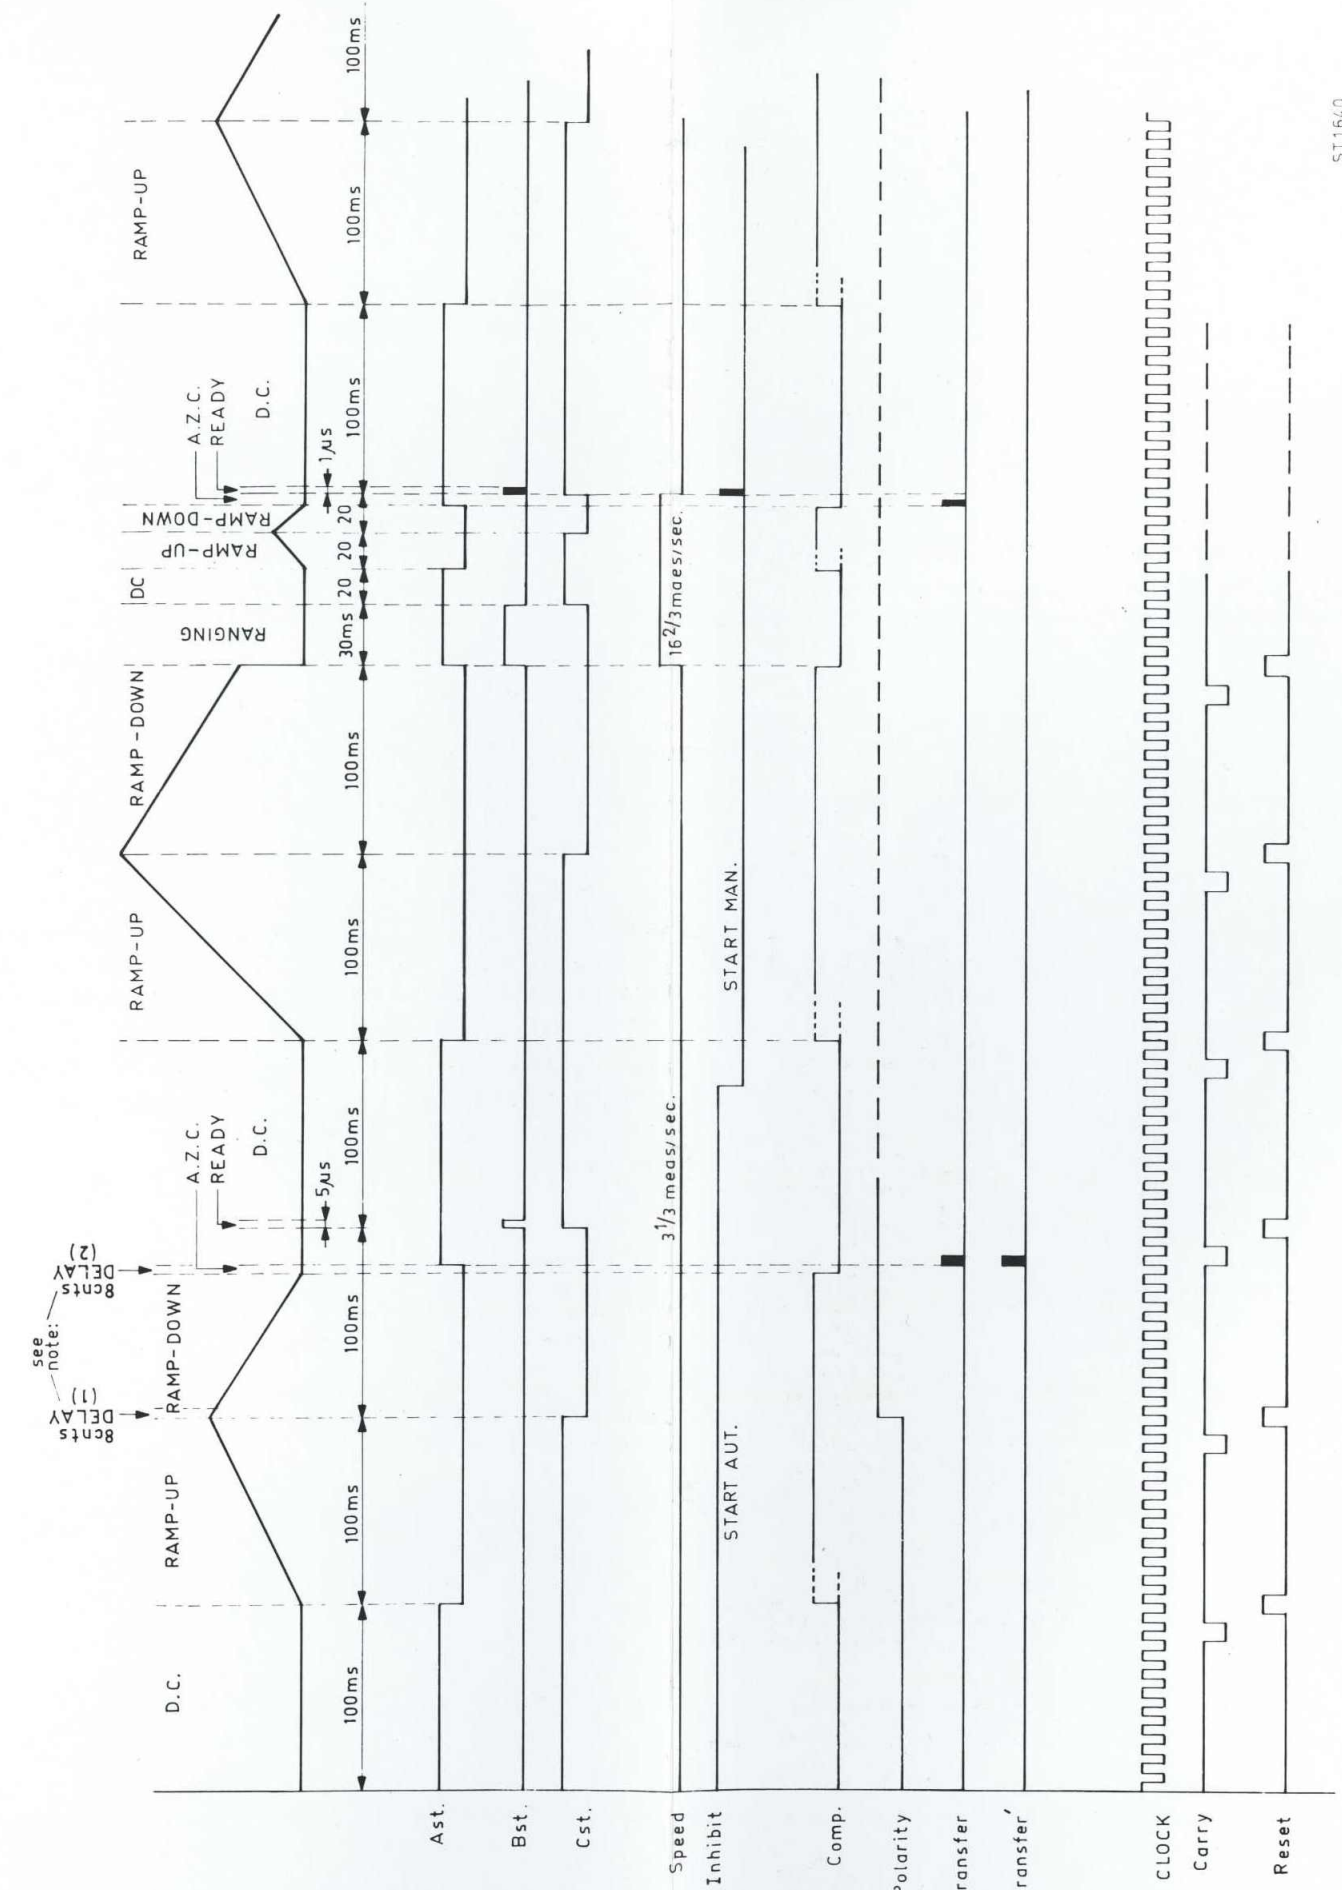 see
note:
8cnts
DELAY
(1)
8cnts
DELAY
(2)
D.C.
RAMP-UP
RAMP-DOWN
A.Z.C.
READY
D.C.
RAMP-UP
RAMP-DOWN
RANGING
DC
RAMP-UP
RAMP-DOWN
A.Z.C.
READY
D.C.
RAMP-UP
5µs
1µs
100ms
100ms
100ms
100ms
100ms
100ms
30ms
20
20
20
100ms
100ms
100ms
Ast.
Bst.
Cst.
Speed
3 1/3 meas/sec.
16 2/3 maes/sec.
Inhibit
START AUT.
START MAN.
Comp.
Polarity
ransfer
ransfer'
CLOCK
Carry
Reset
ST1640